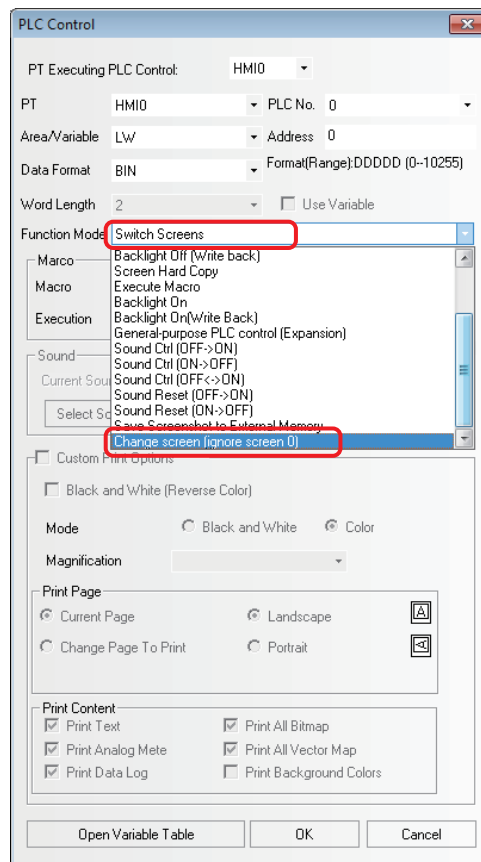 PLC Control
PT Executing PLC Control: HMI0
PT HMI0 PLC No. 0
Area/Variable LW Address 0
Data Format BIN Format(Range):DDDDD (0--10255)
Word Length 2 Use Variable
Function Mode Switch Screens
Marco
Backlight Off (Write back)
Screen Hard Copy
Macro Execute Macro
Backlight On
Execution Backlight On(Write Back)
General-purpose PLC control (Expansion)
Sound Sound Ctrl (OFF->ON)
Sound Ctrl (ON->OFF)
Current Sou Sound Ctrl (OFF<->ON)
Sound Reset (OFF->ON)
Select Sc Sound Reset (ON->OFF)
Save Screenshot to External Memory
Change screen (ignore screen 0)
Custom Print Options
Black and White (Reverse Color)
Mode Black and White Color
Magnification
Print Page
Current Page Landscape A
Change Page To Print Portrait A
Print Content
Print Text Print All Bitmap
Print Analog Mete Print All Vector Map
Print Data Log Print Background Colors
Open Variable Table OK Cancel